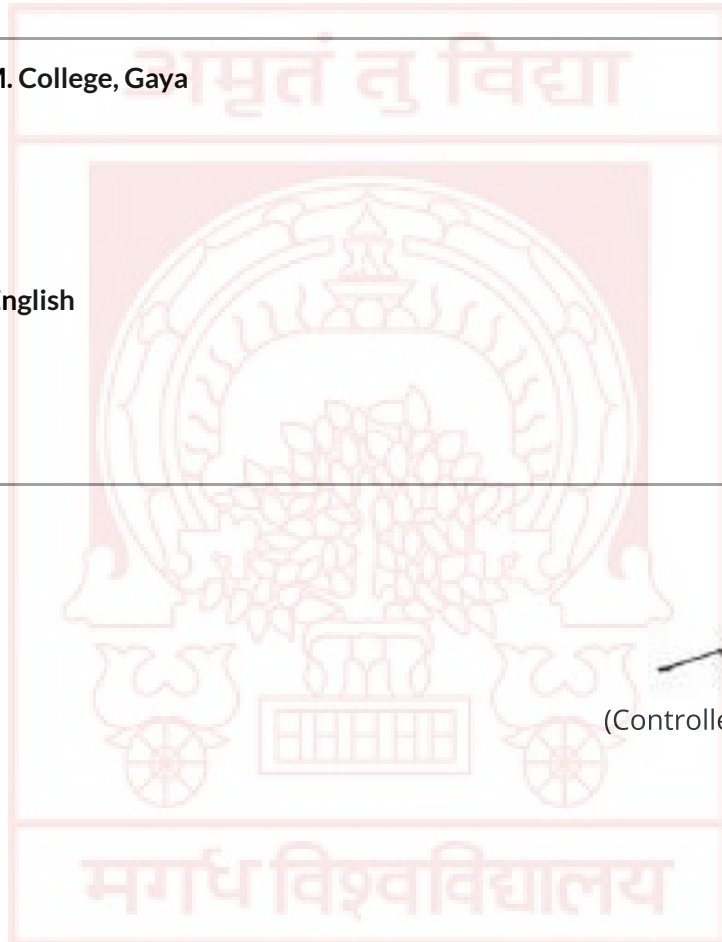 अमृतं तु विद्या
M. College, Gaya
English
(Controlle
मगध विश्वविद्यालय